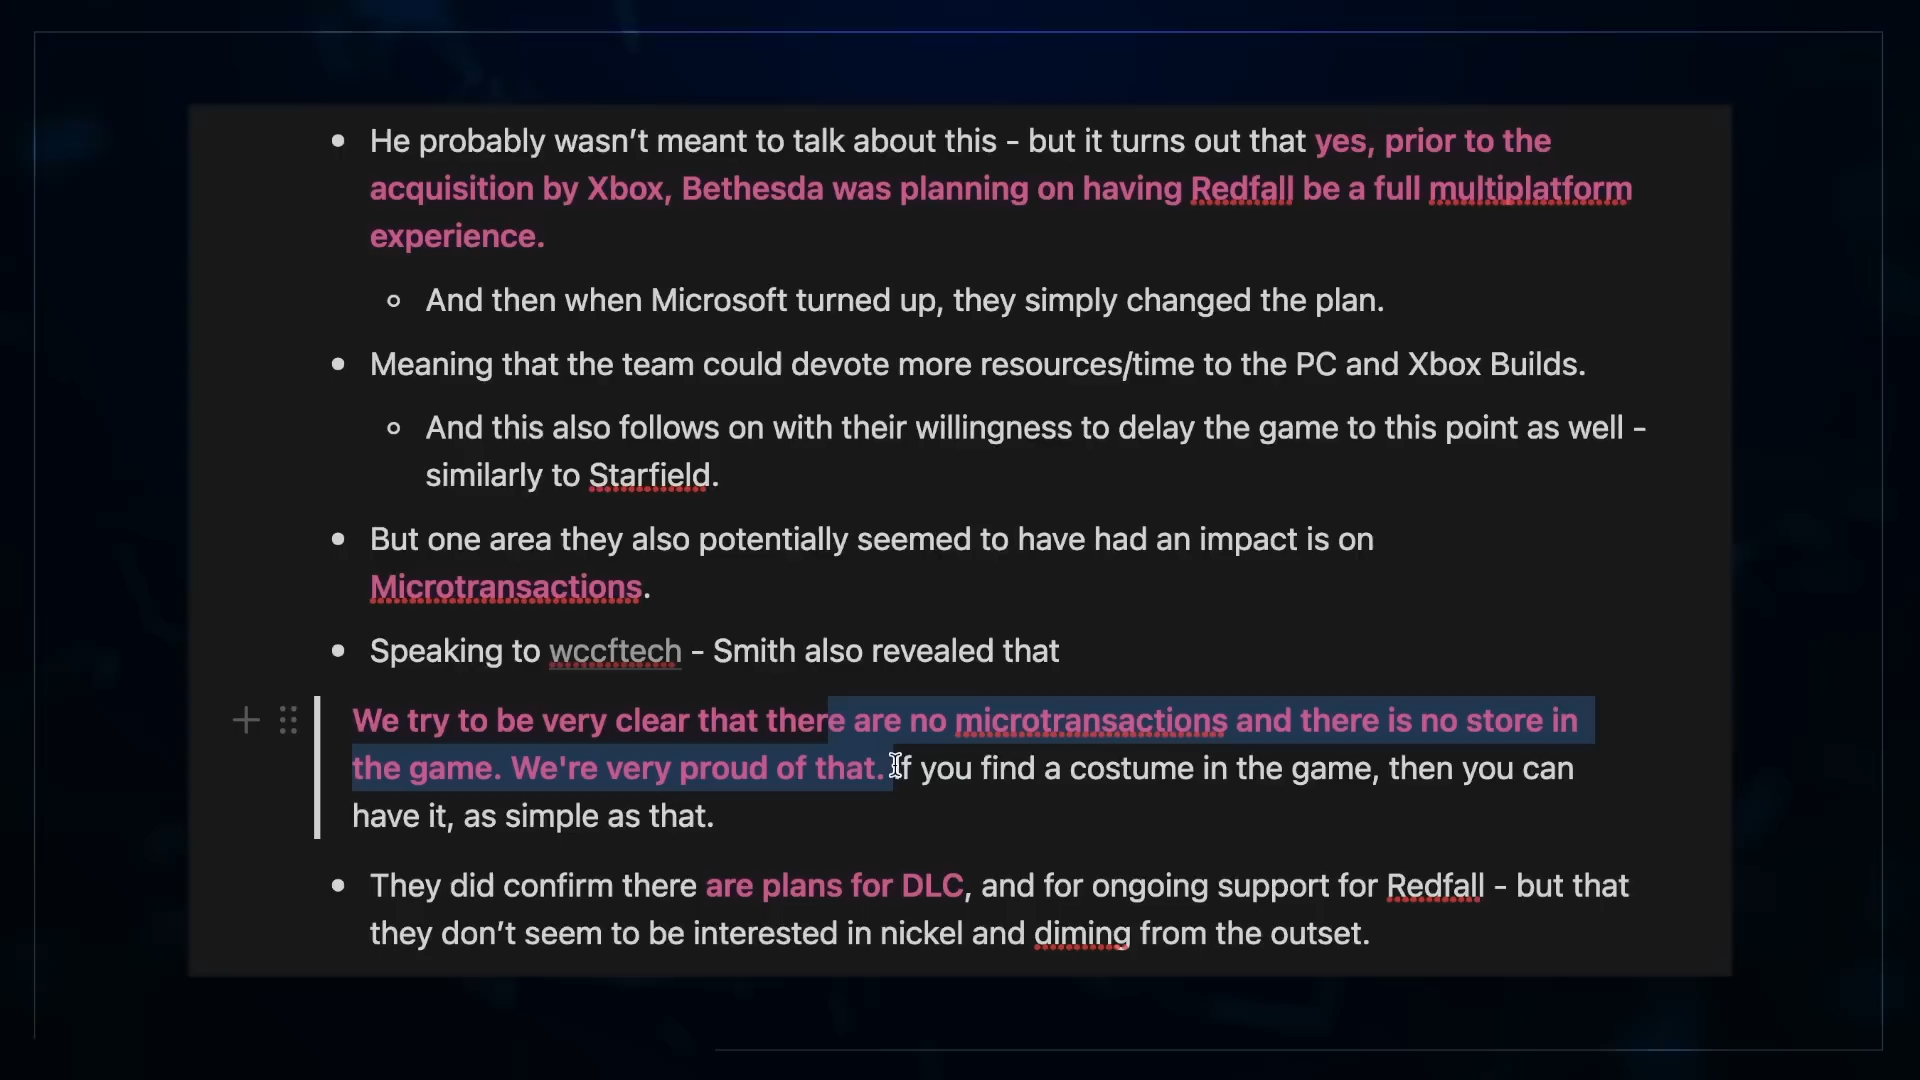 • He probably wasn’t meant to talk about this - but it turns out that yes, prior to the
acquisition by Xbox, Bethesda was planning on having Redfall be a full multiplatform
experience.
◦ And then when Microsoft turned up, they simply changed the plan.
• Meaning that the team could devote more resources/time to the PC and Xbox Builds.
◦ And this also follows on with their willingness to delay the game to this point as well -
similarly to Starfield.
• But one area they also potentially seemed to have had an impact is on
Microtransactions.
• Speaking to wccftech - Smith also revealed that
We try to be very clear that there are no microtransactions and there is no store in
the game. We're very proud of that. If you find a costume in the game, then you can
have it, as simple as that.
• They did confirm there are plans for DLC, and for ongoing support for Redfall - but that
they don’t seem to be interested in nickel and diming from the outset.